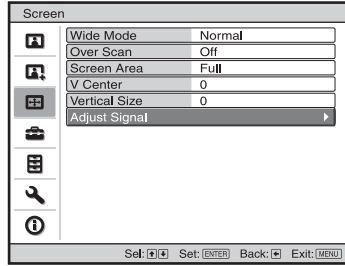 Screen
Wide Mode Normal
Over Scan Off
Screen Area Full
V Center 0
Vertical Size 0
Adjust Signal
Sel: Set: ENTER Back: Exit: MENU